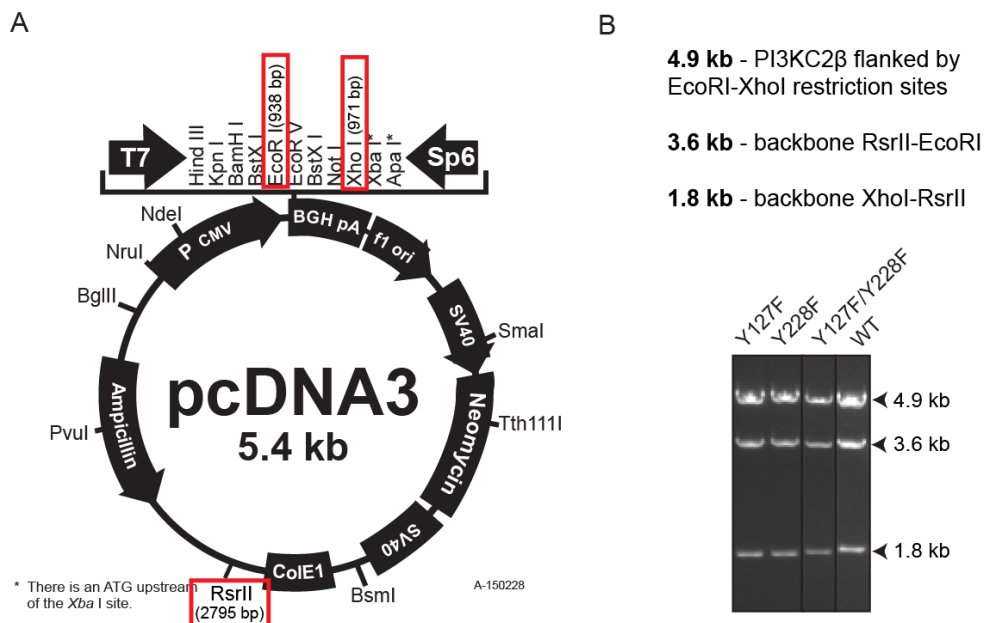 A
EcoR I(938 bp)
Xho I (971 bp)
T7
Hind III
Kpn I
BamH I
BstX I
EcoR V
BstX I
Not I
Xba I*
Apa I*
Sp6
NdeI
NruI
BglII
PvuI
P CMV
BGH pA
f1 ori
SV40
SmaI
Neomycin
Tth111I
SV40
BsmI
ColE1
Ampicillin
pcDNA3
5.4 kb
RsrII
(2795 bp)
* There is an ATG upstream
of the Xba I site.
A-150228
B
4.9 kb - PI3KC2β flanked by
EcoRI-XhoI restriction sites
3.6 kb - backbone RsrII-EcoRI
1.8 kb - backbone XhoI-RsrII
Y127F
Y228F
Y127F/Y228F
WT
4.9 kb
3.6 kb
1.8 kb